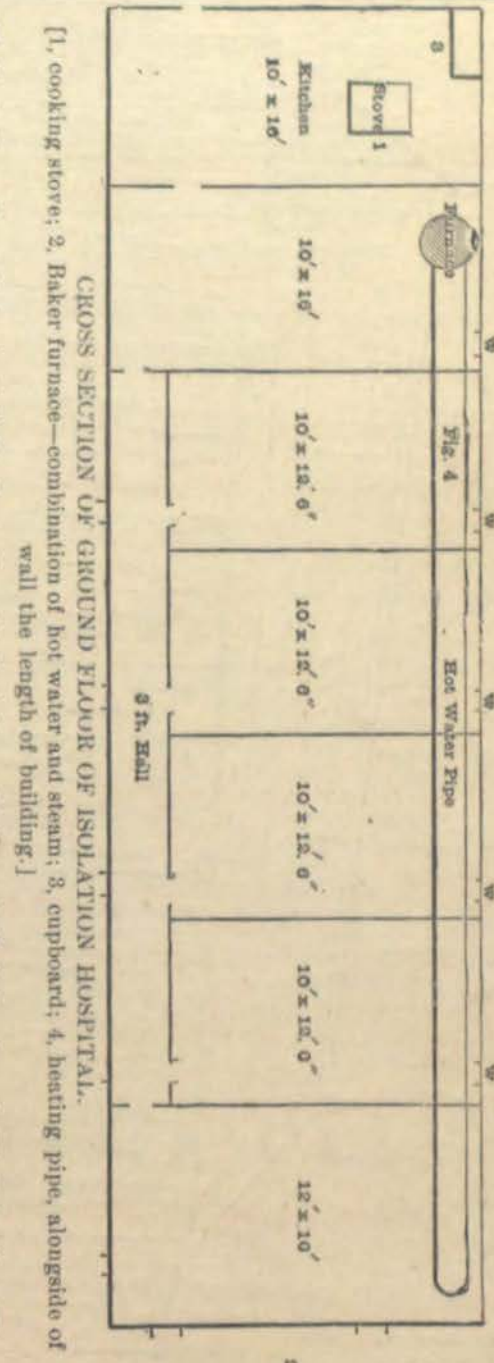 3
Stove 1
Kitchen
10' x 16'
Furnace
10' x 16'
Fig. 4
10' x 12. 6"
Hot Water Pipe
10' x 12. 6"
10' x 12. 6"
10' x 12. 6"
12' x 10'
3 ft. Hall
CROSS SECTION OF GROUND FLOOR OF ISOLATION HOSPITAL.
[1, cooking stove; 2, Baker furnace—combination of hot water and steam; 3, cupboard; 4, heating pipe, alongside of
wall the length of building.]